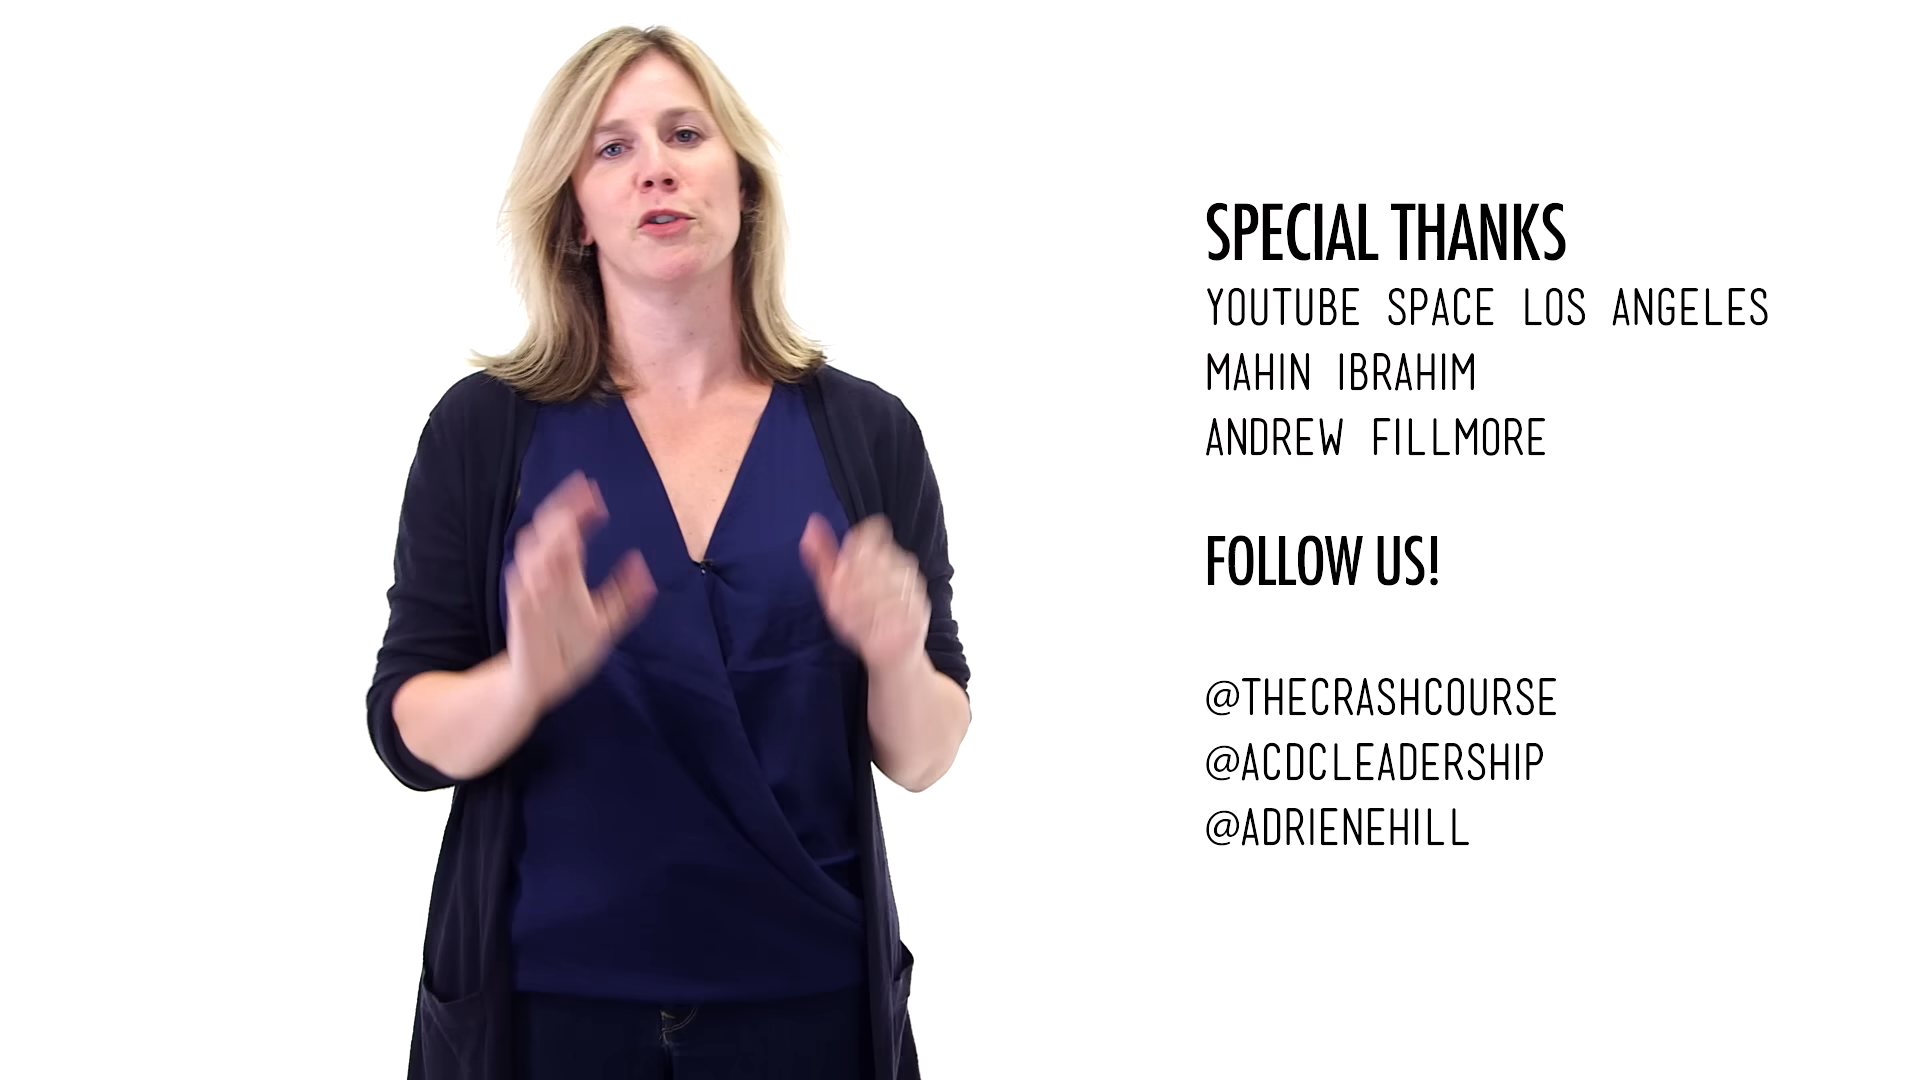 SPECIAL THANKS
YOUTUBE SPACE LOS ANGELES
MAHIN IBRAHIM
ANDREW FILLMORE
FOLLOW US!
@THECRASHCOURSE
@ACDCLEADERSHIP
@ADRIENEHILL